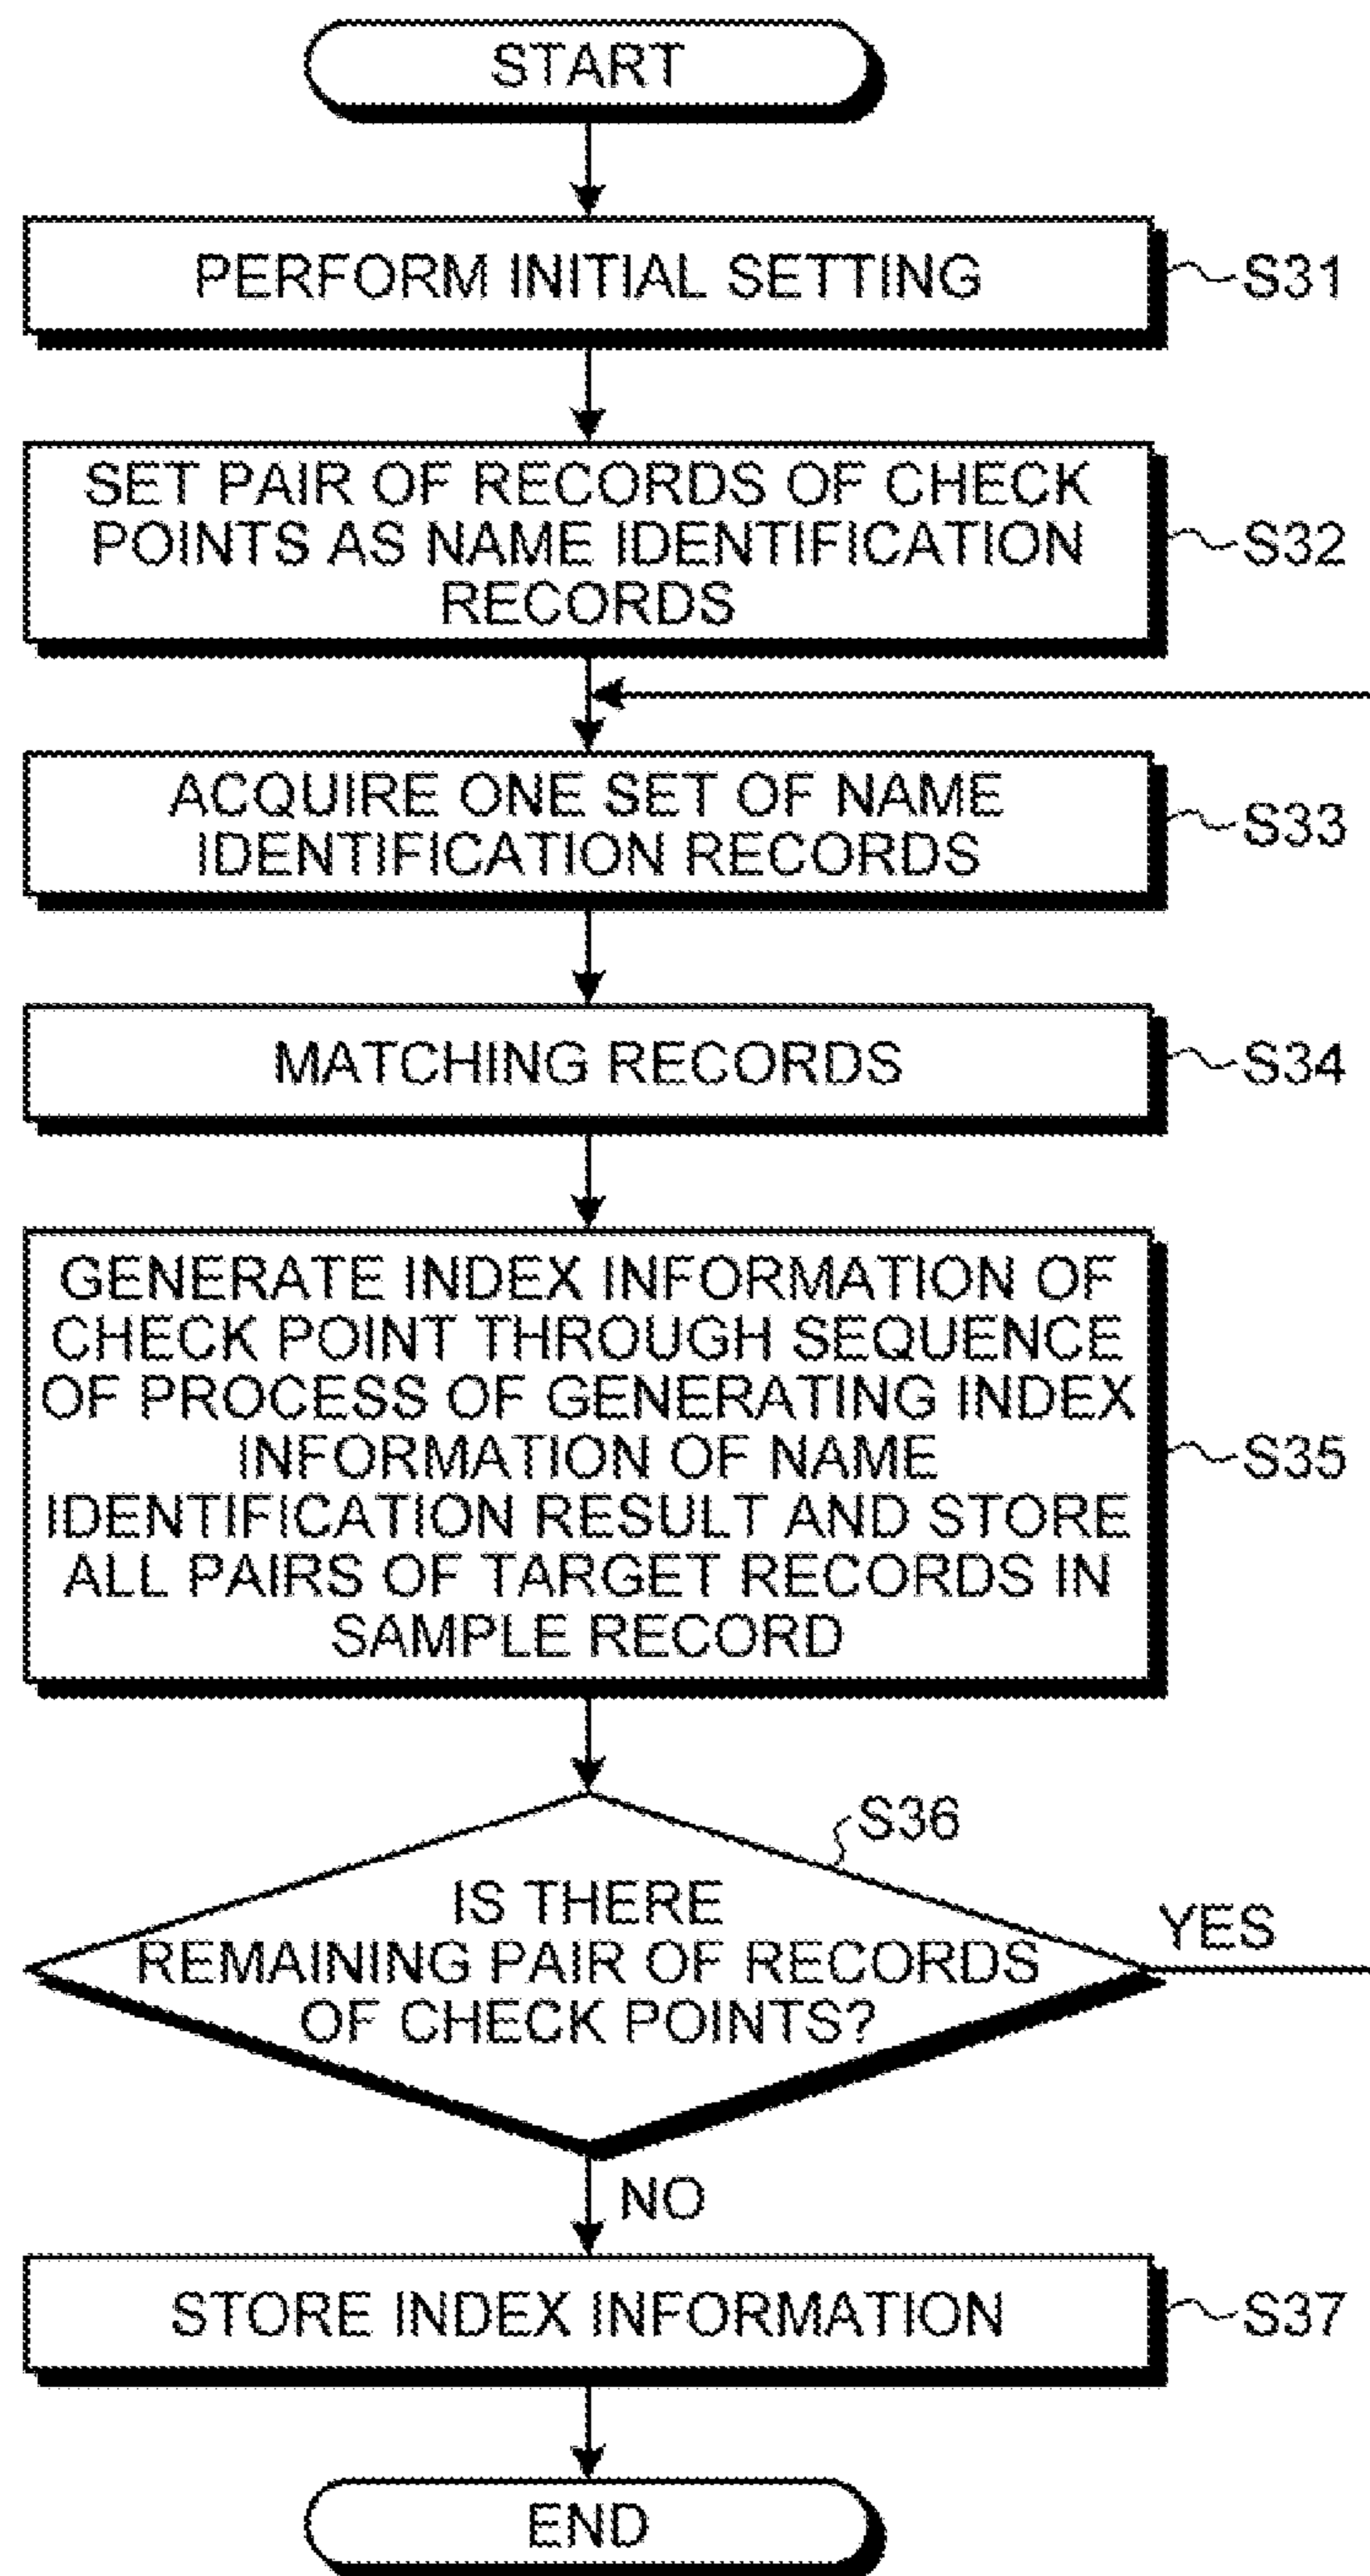 START
PERFORM INITIAL SETTING
S31
SET PAIR OF RECORDS OF CHECK
POINTS AS NAME IDENTIFICATION
RECORDS
S32
ACQUIRE ONE SET OF NAME
IDENTIFICATION RECORDS
S33
MATCHING RECORDS
S34
GENERATE INDEX INFORMATION OF
CHECK POINT THROUGH SEQUENCE
OF PROCESS OF GENERATING INDEX
INFORMATION OF NAME
IDENTIFICATION RESULT AND STORE
ALL PAIRS OF TARGET RECORDS IN
SAMPLE RECORD
S35
S36
IS THERE
REMAINING PAIR OF RECORDS
OF CHECK POINTS?
YES
NO
STORE INDEX INFORMATION
S37
END